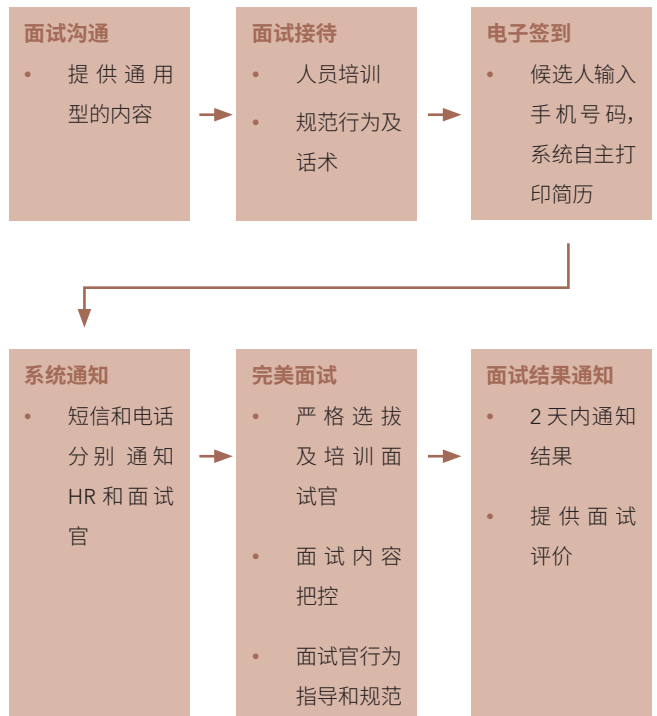 面试沟通
• 提供通用
型的内容
面试接待
• 人员培训
• 规范行为及
话术
电子签到
• 候选人输入
手机号码,
系统自主打
印简历
系统通知
• 短信和电话
分别 通知
HR 和面试
官
完美面试
• 严格选拔
及培训面
试官
• 面试内容
把控
• 面试官行为
指导和规范
面试结果通知
• 2 天内通知
结果
• 提供面试
评价